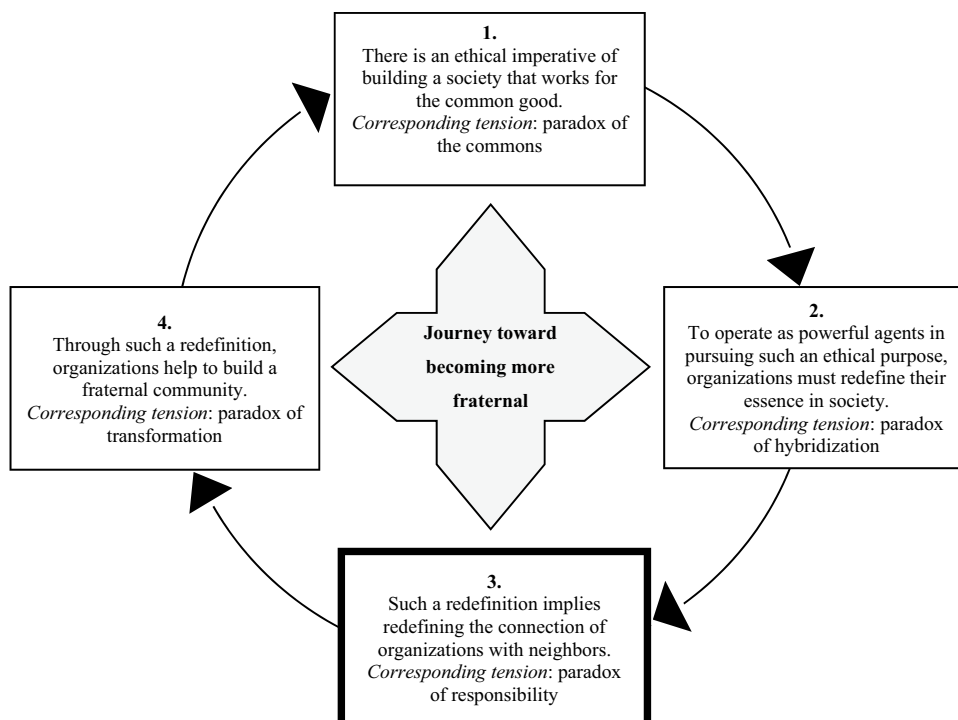 1.
There is an ethical imperative of
building a society that works for
the common good.
Corresponding tension: paradox of
the commons
2.
To operate as powerful agents in
pursuing such an ethical purpose,
organizations must redefine their
essence in society.
Corresponding tension: paradox
of hybridization
3.
Such a redefinition implies
redefining the connection of
organizations with neighbors.
Corresponding tension: paradox
of responsibility
4.
Through such a redefinition,
organizations help to build a
fraternal community.
Corresponding tension: paradox of
transformation
Journey toward
becoming more
fraternal